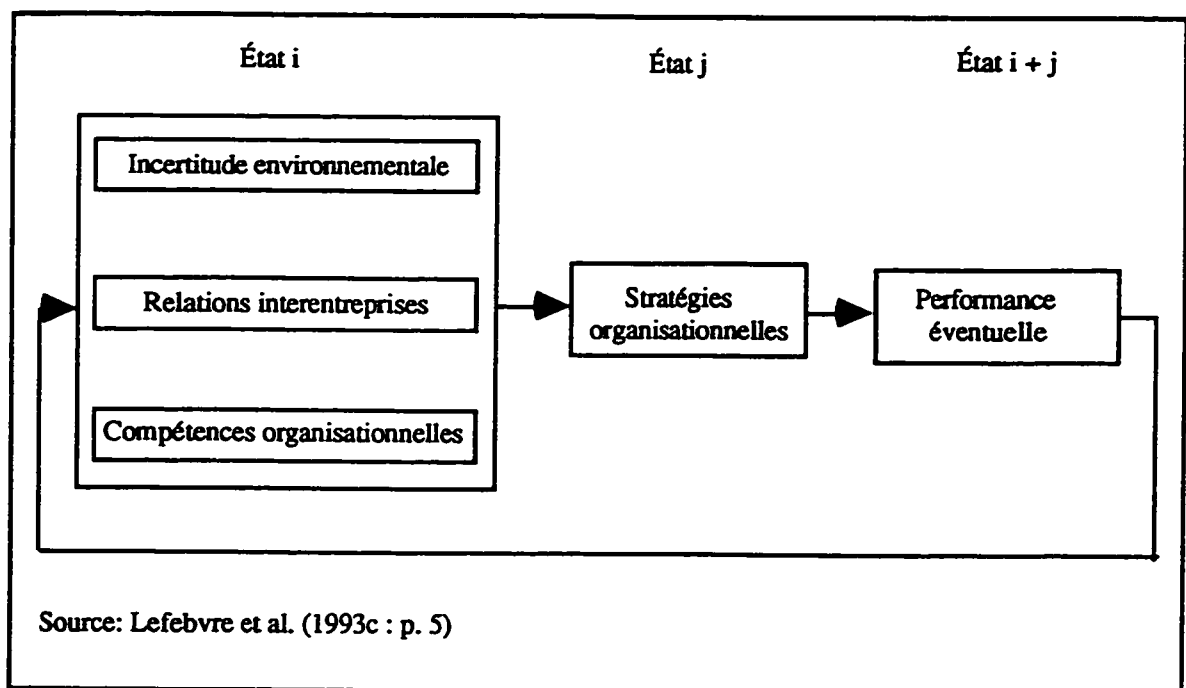 État i
État j
État i + j
Incertitude environnementale
Relations interentreprises
Compétences organisationnelles
Stratégies
organisationnelles
Performance
éventuelle
Source: Lefebvre et al. (1993c : p. 5)